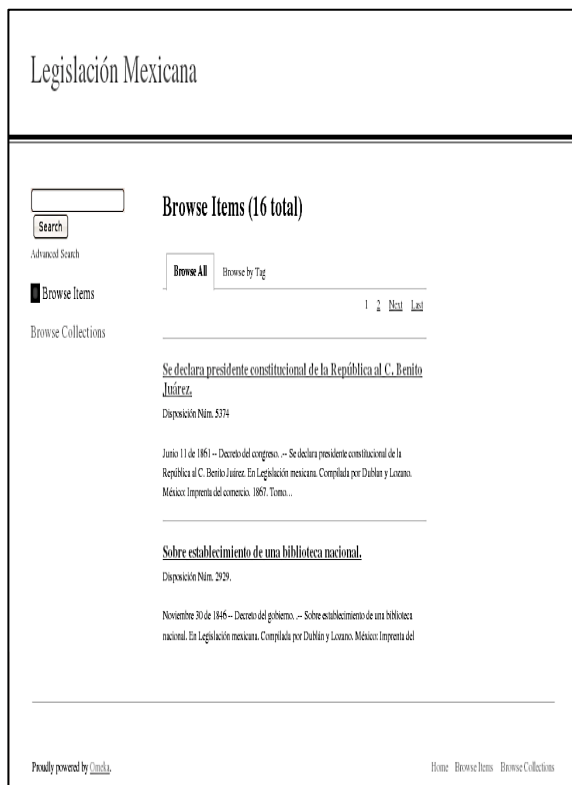 Legislación Mexicana
Search
Advanced Search
Browse Items
Browse Collections
Browse Items (16 total)
Browse All Browse by Tag
1 2 Next Last
Se declara presidente constitucional de la República al C. Benito
Juárez.
Disposición Núm. 5374
Junio 11 de 1861 -- Decreto del congreso. .-- Se declara presidente constitucional de la
República al C. Benito Juárez. En Legislación mexicana. Compilada por Dublan y Lozano.
México: Imprenta del comercio. 1867. Tomo...
Sobre establecimiento de una biblioteca nacional.
Disposición Núm. 2929.
Noviembre 30 de 1846 -- Decreto del gobierno. .-- Sobre establecimiento de una biblioteca
nacional. En Legislación mexicana. Compilada por Dublán y Lozano. México: Imprenta del
Proudly powered by Omeka.
Home Browse Items Browse Collections